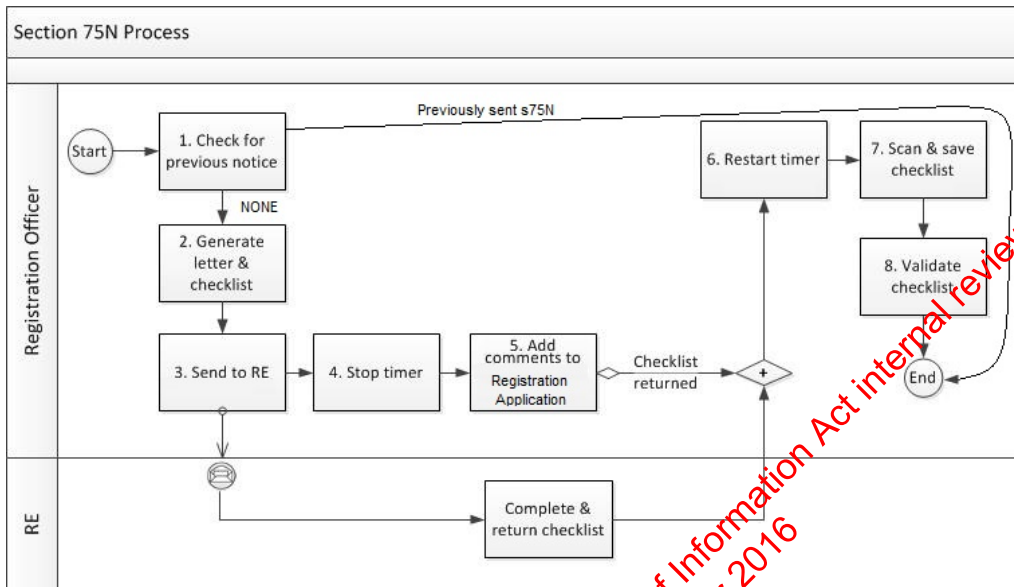 Section 75N Process
Registration Officer
Start
1. Check for
previous notice
Previously sent s75N
NONE
2. Generate
letter &
checklist
3. Send to RE
4. Stop timer
5. Add
comments to
Registration
Application
Checklist
returned
+
6. Restart timer
7. Scan & save
checklist
8. Validate
checklist
End
RE
Complete &
return checklist
of Information Act internal review
2016